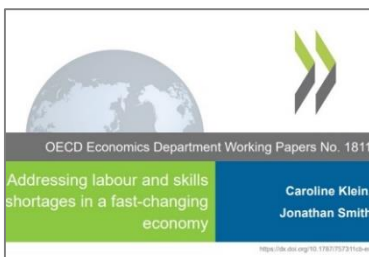 OECD Economics Department Working Papers No. 1811
Addressing labour and skills
shortages in a fast-changing
economy
Caroline Klein,
Jonathan Smith